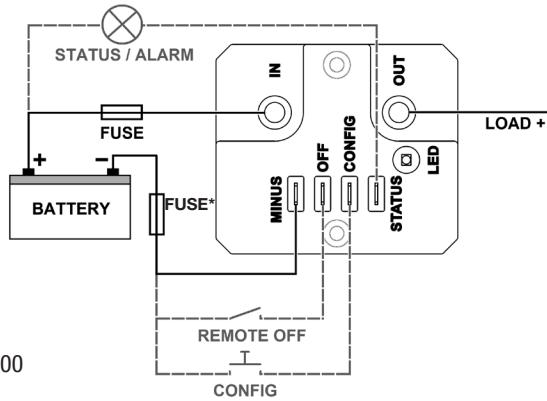 STATUS / ALARM
IN
OUT
FUSE
LOAD +
+
−
BATTERY
FUSE*
MINUS
OFF
CONFIG
STATUS
LED
REMOTE OFF
00
CONFIG